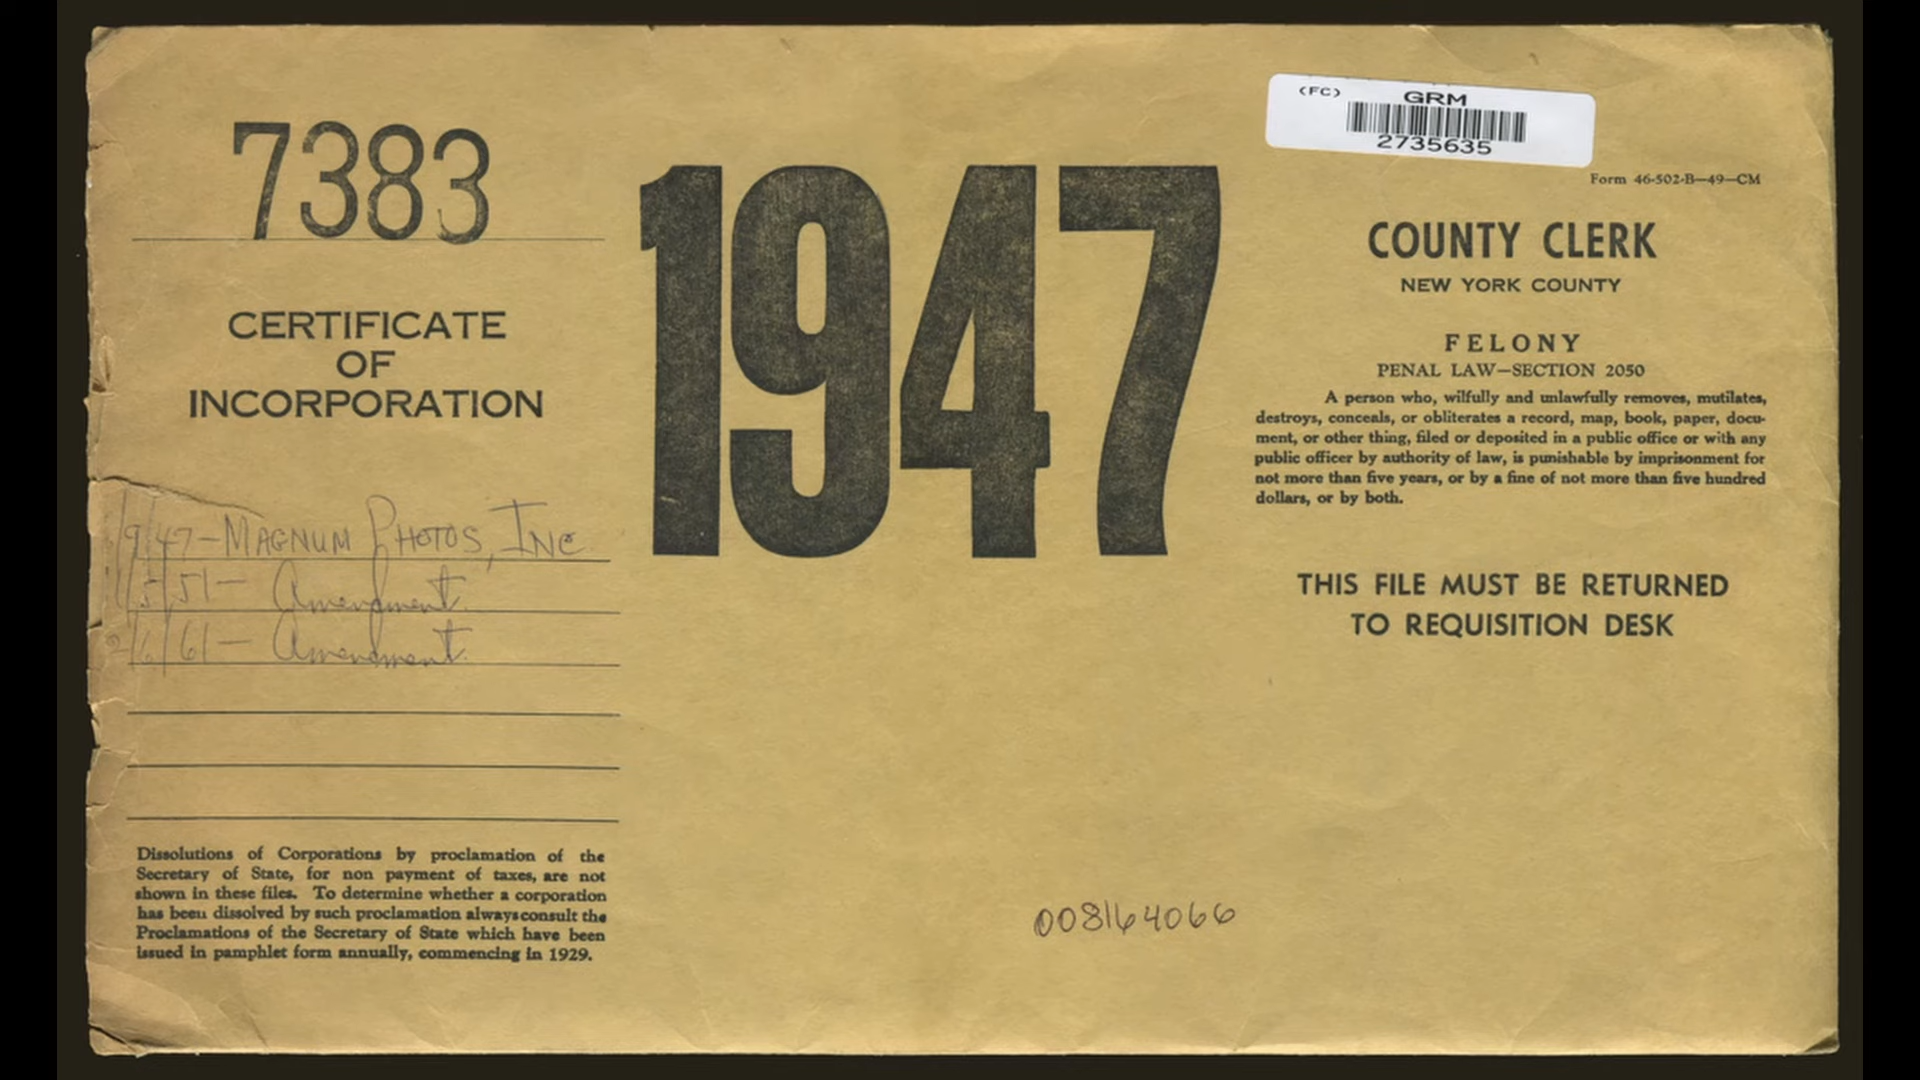 7383
CERTIFICATE
OF
INCORPORATION
9/47—MAGNUM PHOTOS, INC
5/51— Amendment.
2/6/61— Amendment.
Dissolutions of Corporations by proclamation of the
Secretary of State, for non payment of taxes, are not
shown in these files. To determine whether a corporation
has been dissolved by such proclamation always consult the
Proclamations of the Secretary of State which have been
issued in pamphlet form annually, commencing in 1929.
1947
008164066
(FC) GRM
2735635
Form 46-502-B—49—CM
COUNTY CLERK
NEW YORK COUNTY
FELONY
PENAL LAW—SECTION 2050
A person who, wilfully and unlawfully removes, mutilates,
destroys, conceals, or obliterates a record, map, book, paper, docu-
ment, or other thing, filed or deposited in a public office or with any
public officer by authority of law, is punishable by imprisonment for
not more than five years, or by a fine of not more than five hundred
dollars, or by both.
THIS FILE MUST BE RETURNED
TO REQUISITION DESK